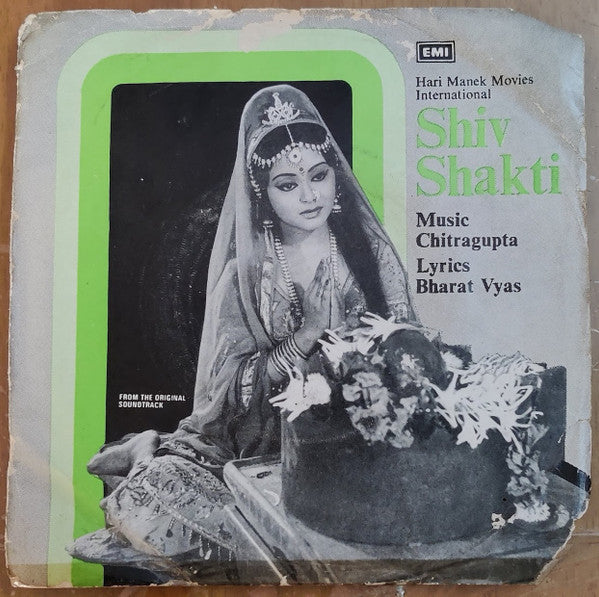 EMI
Hari Manek Movies
International
Shiv
Shakti
Music
Chitragupta
Lyrics
Bharat Vyas
FROM THE ORIGINAL
SOUNDTRACK